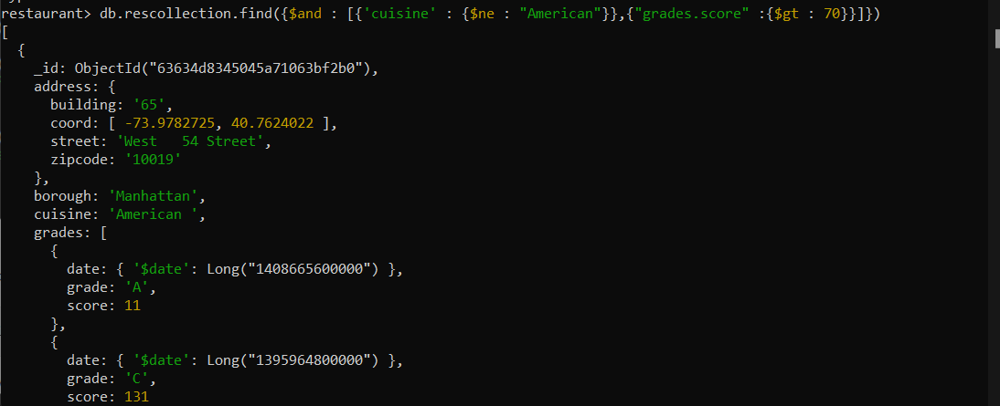 restaurant> db.rescollection.find({$and : [{'cuisine' : {$ne : "American"}},{"grades.score" :{$gt : 70}}]})
[
  {
    _id: ObjectId("63634d8345045a71063bf2b0"),
    address: {
      building: '65',
      coord: [ -73.9782725, 40.7624022 ],
      street: 'West   54 Street',
      zipcode: '10019'
    },
    borough: 'Manhattan',
    cuisine: 'American ',
    grades: [
      {
        date: { '$date': Long("1408665600000") },
        grade: 'A',
        score: 11
      },
      {
        date: { '$date': Long("1395964800000") },
        grade: 'C',
        score: 131